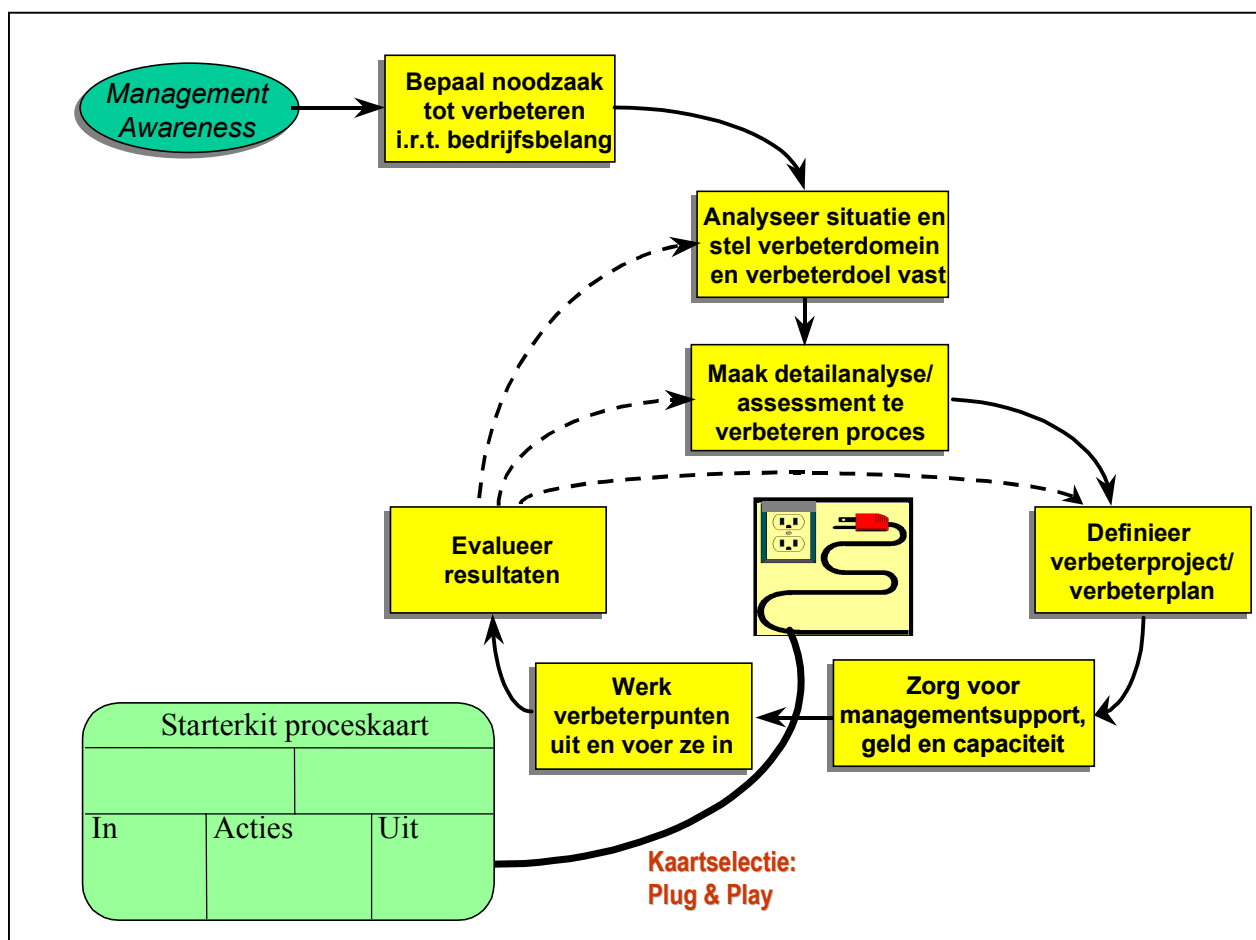 Management
Awareness
Bepaal noodzaak
tot verbeteren
i.r.t. bedrijfsbelang
Analyseer situatie en
stel verbeterdomein
en verbeterdoel vast
Maak detailanalyse/
assessment te
verbeteren proces
Definieer
verbeterproject/
verbeterplan
Zorg voor
managementsupport,
geld en capaciteit
Werk
verbeterpunten
uit en voer ze in
Evalueer
resultaten
Starterkit proceskaart
In
Acties
Uit
Kaartselectie:
Plug & Play